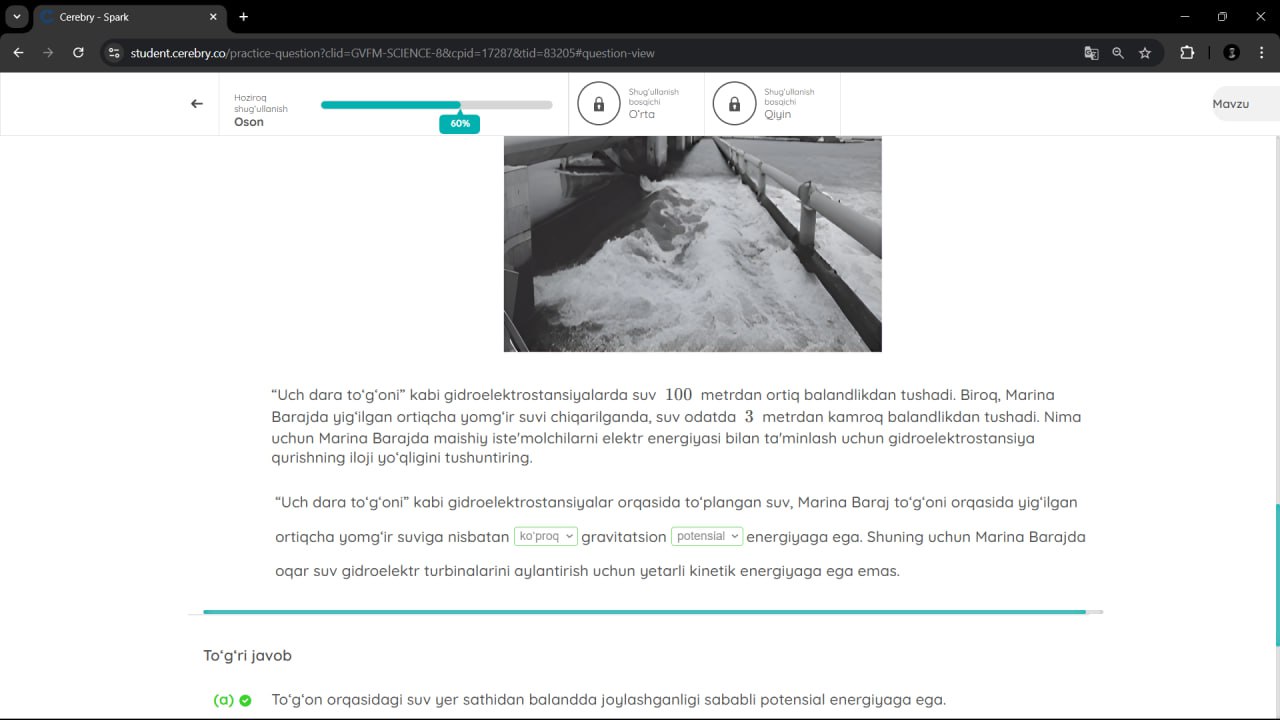 Cerebry - Spark
student.cerebry.co/practice-question?clid=GVFM-SCIENCE-8&cpid=17287&tid=83205#question-view
Hoziroq
shug‘ullanish
Oson
60%
Shug‘ullanish
bosqichi
O‘rta
Shug‘ullanish
bosqichi
Qiyin
Mavzu
“Uch dara to‘g‘oni” kabi gidroelektrostansiyalarda suv 100 metrdan ortiq balandlikdan tushadi. Biroq, Marina
Barajda yig‘ilgan ortiqcha yomg‘ir suvi chiqarilganda, suv odatda 3 metrdan kamroq balandlikdan tushadi. Nima
uchun Marina Barajda maishiy iste'molchilarni elektr energiyasi bilan ta'minlash uchun gidroelektrostansiya
qurishning iloji yo‘qligini tushuntiring.
“Uch dara to‘g‘oni” kabi gidroelektrostansiyalar orqasida to‘plangan suv, Marina Baraj to‘g‘oni orqasida yig‘ilgan
ortiqcha yomg‘ir suviga nisbatan ko‘proq gravitatsion potensial energiyaga ega. Shuning uchun Marina Barajda
oqar suv gidroelektr turbinalarini aylantirish uchun yetarli kinetik energiyaga ega emas.
To‘g‘ri javob
(a) To‘g‘on orqasidagi suv yer sathidan balandda joylashganligi sababli potensial energiyaga ega.